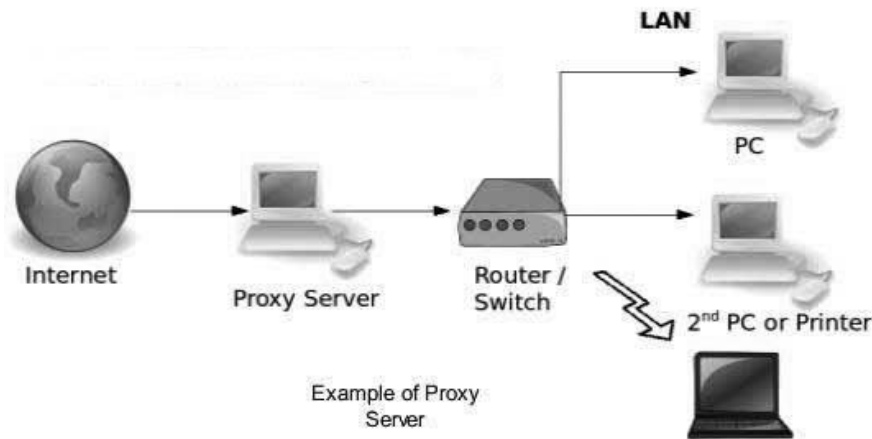 LAN
PC
Internet
Proxy Server
Router /
Switch
2nd PC or Printer
Example of Proxy
Server